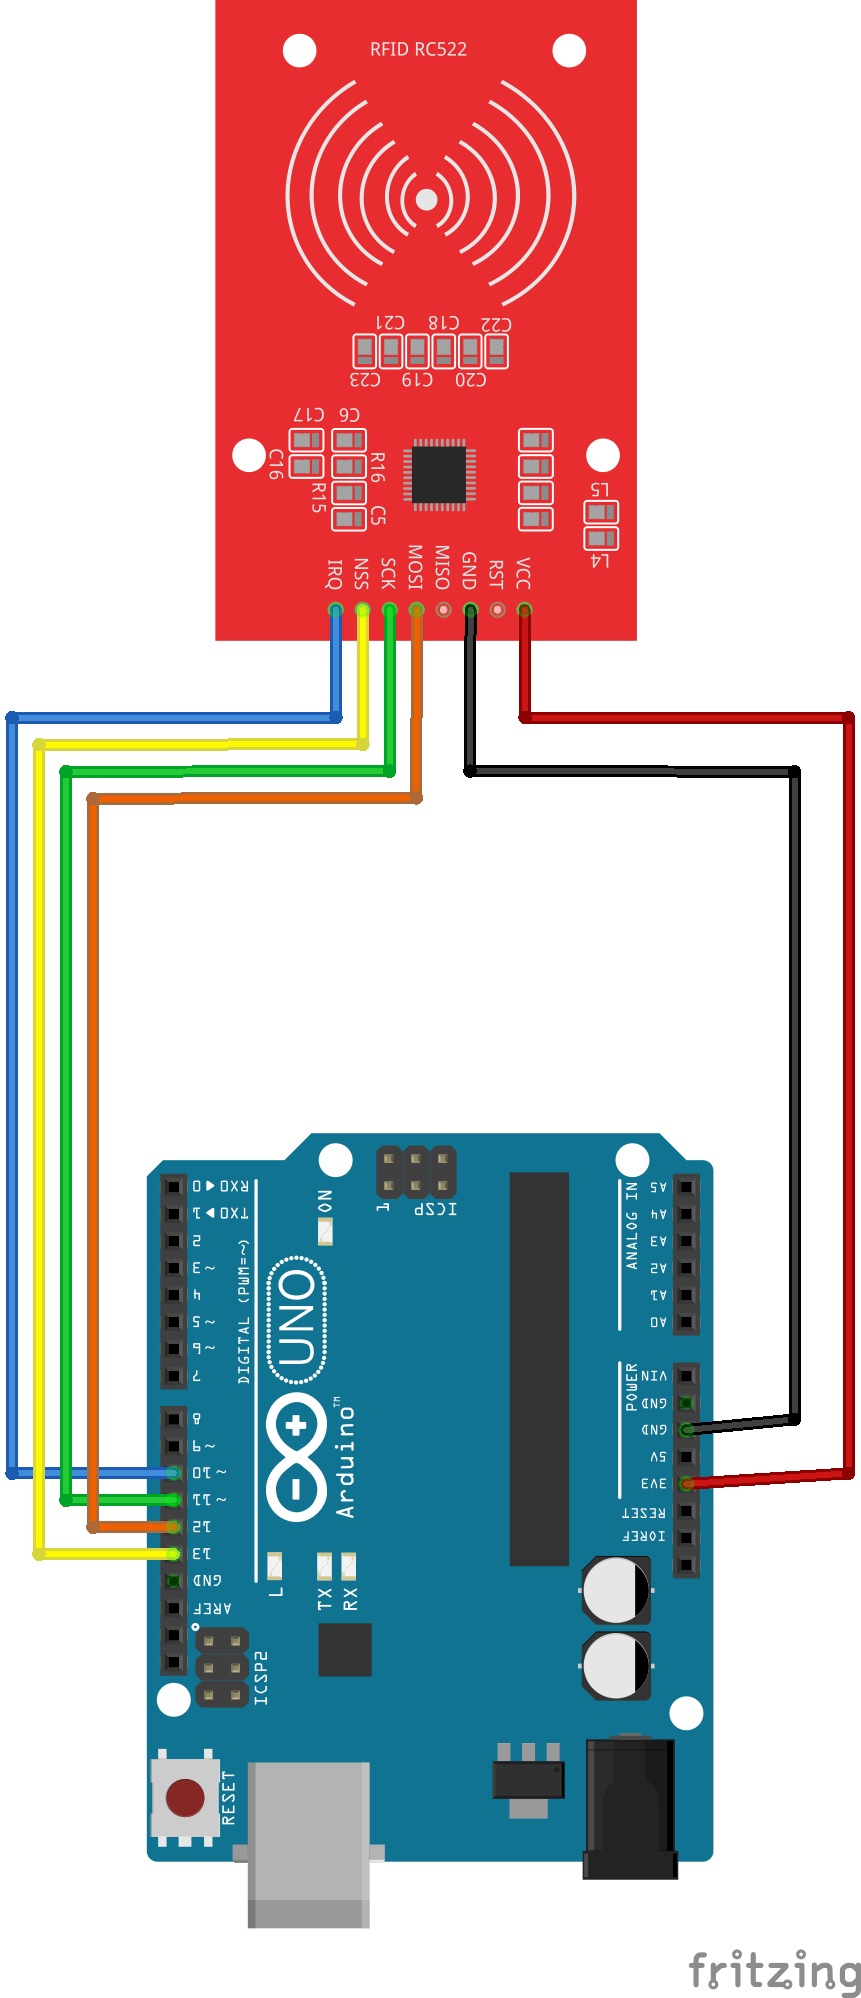 RFID RC522
C21 C18 C22
C23 C19 C20
C17 C6
C16 R16
R15 C5
L5
L4
IRQ NSS SCK MOSI MISO GND RST VCC
ON
1 ICSP
0 RX0
1 TX0
2
3 ~
4
5 ~
6 ~
7
8
9 ~
10 ~
11 ~
12
13
GND
AREF
DIGITAL (PWM=~)
UNO
Arduino
TM
L
TX
RX
ICSP2
RESET
ANALOG IN
A5
A4
A3
A2
A1
A0
POWER
VIN
GND
GND
5V
3V3
RESET
IOREF
fritzing